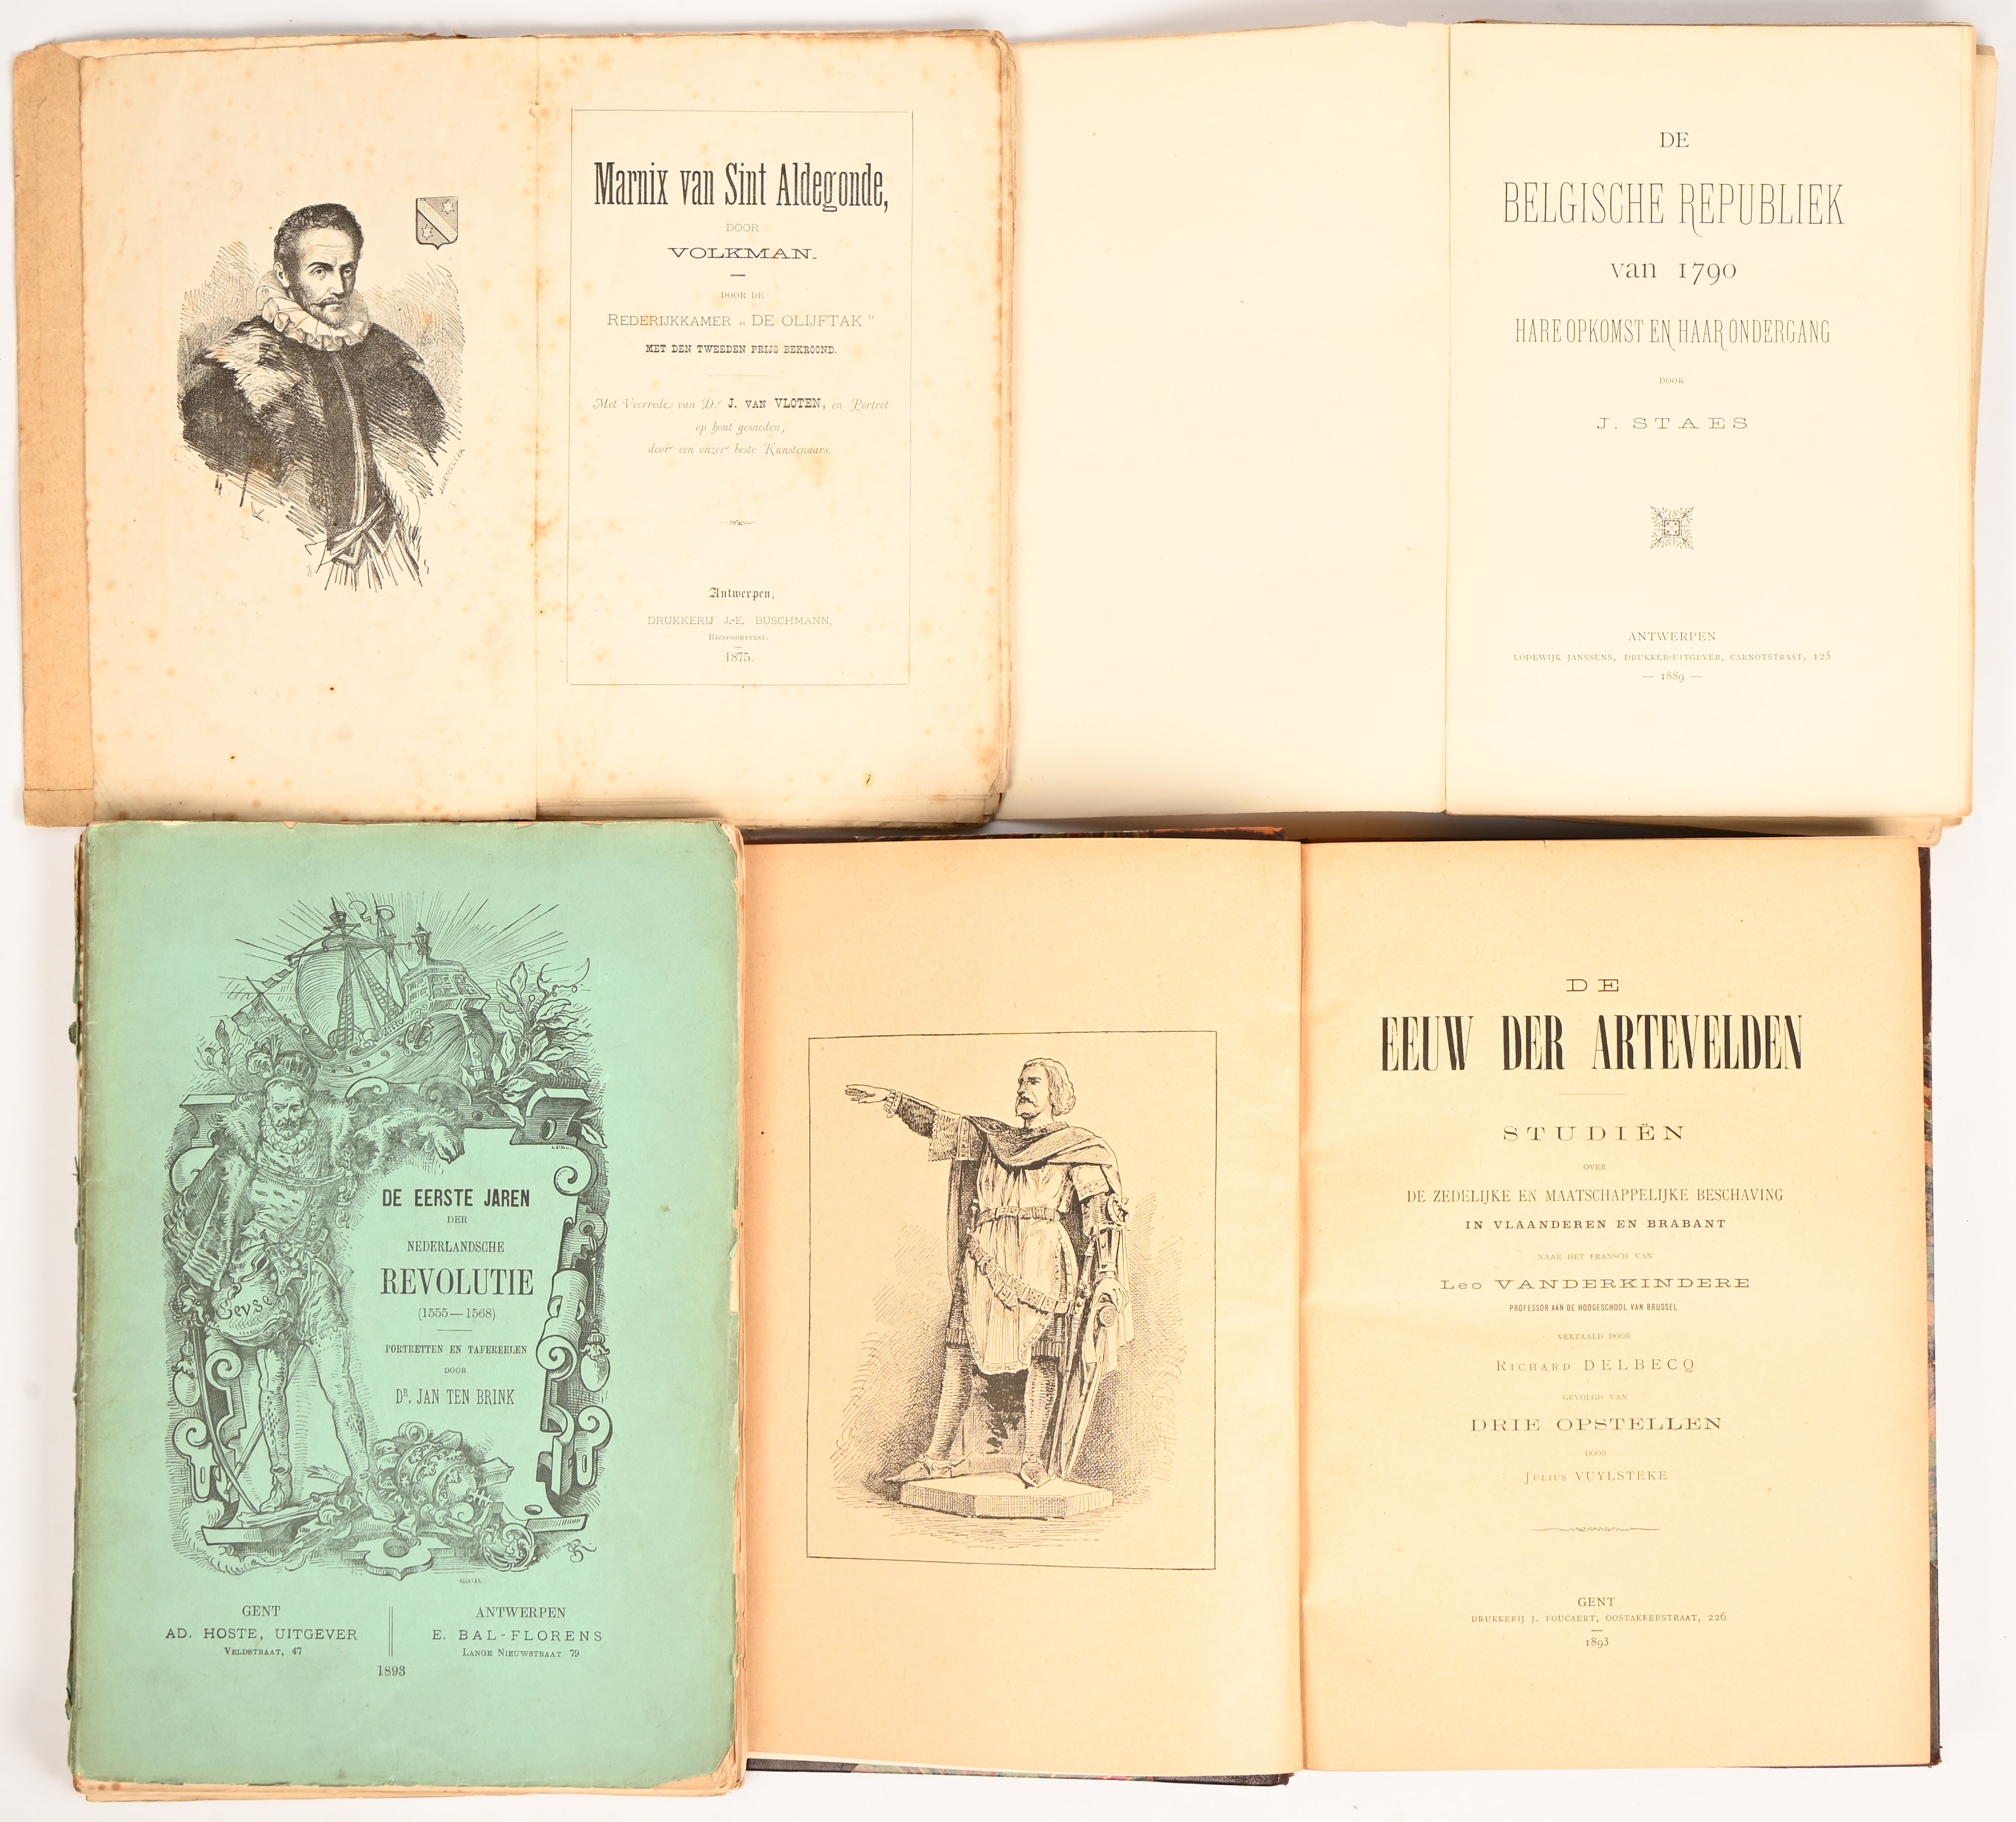 Marnix van Sint Aldegonde,
DOOR
VOLKMAN.
DOOR DE
REDERIJKKAMER „ DE OLIJFTAK ”
MET DEN TWEEDEN PRIJS BEKROOND.
Met Voorrede van Dr J. VAN VLOTEN, en Portret
op hout gesneden,
door een onzer beste Kunstenaars.
Antwerpen,
DRUKKERIJ J.-E. BUSCHMANN,
RIJNPOORTVEST.
1875.
DE
BELGISCHE REPUBLIEK
van 1790
HARE OPKOMST EN HAAR ONDERGANG
DOOR
J. STAES
ANTWERPEN
LODEWIJK JANSSENS, DRUKKER-UITGEVER, CARNOTSTRAAT, 125
— 1889 —
Geuse
DE EERSTE JAREN
DER
NEDERLANDSCHE
REVOLUTIE
(1555—1568)
PORTRETTEN EN TAFEREELEN
DOOR
DR. JAN TEN BRINK
GENT
AD. HOSTE, UITGEVER
VELDSTRAAT, 47
ANTWERPEN
E. BAL-FLORENS
LANGE NIEUWSTRAAT 79
1893
DE
EEUW DER ARTEVELDEN
STUDIËN
OVER
DE ZEDELIJKE EN MAATSCHAPPELIJKE BESCHAVING
IN VLAANDEREN EN BRABANT
NAAR HET FRANSCH VAN
Leo VANDERKINDERE
PROFESSOR AAN DE HOOGESCHOOL VAN BRUSSEL
VERTAALD DOOR
RICHARD DELBECQ
GEVOLGD VAN
DRIE OPSTELLEN
DOOR
JULIUS VUYLSTEKE
GENT
DRUKKERIJ J. FOUCAERT, OOSTAKKERSTRAAT, 226
1893